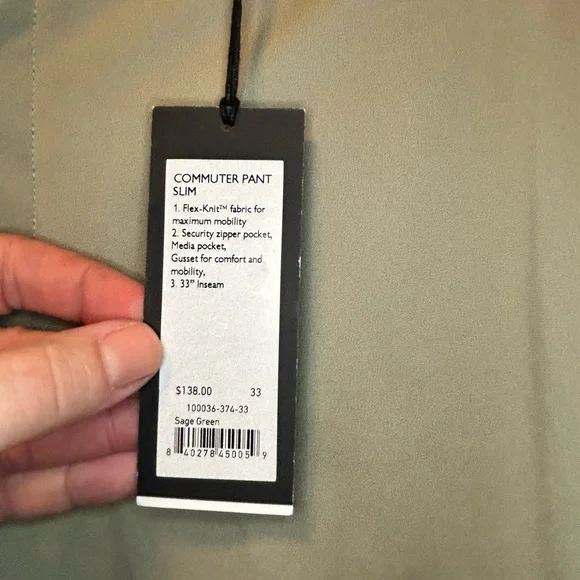 COMMUTER PANT
SLIM
1. Flex-Knit™ fabric for
maximum mobility
2. Security zipper pocket,
Media pocket,
Gusset for comfort and
mobility,
3. 33" Inseam
$138.00 33
100036-374-33
Sage Green
8 40278 45005 9